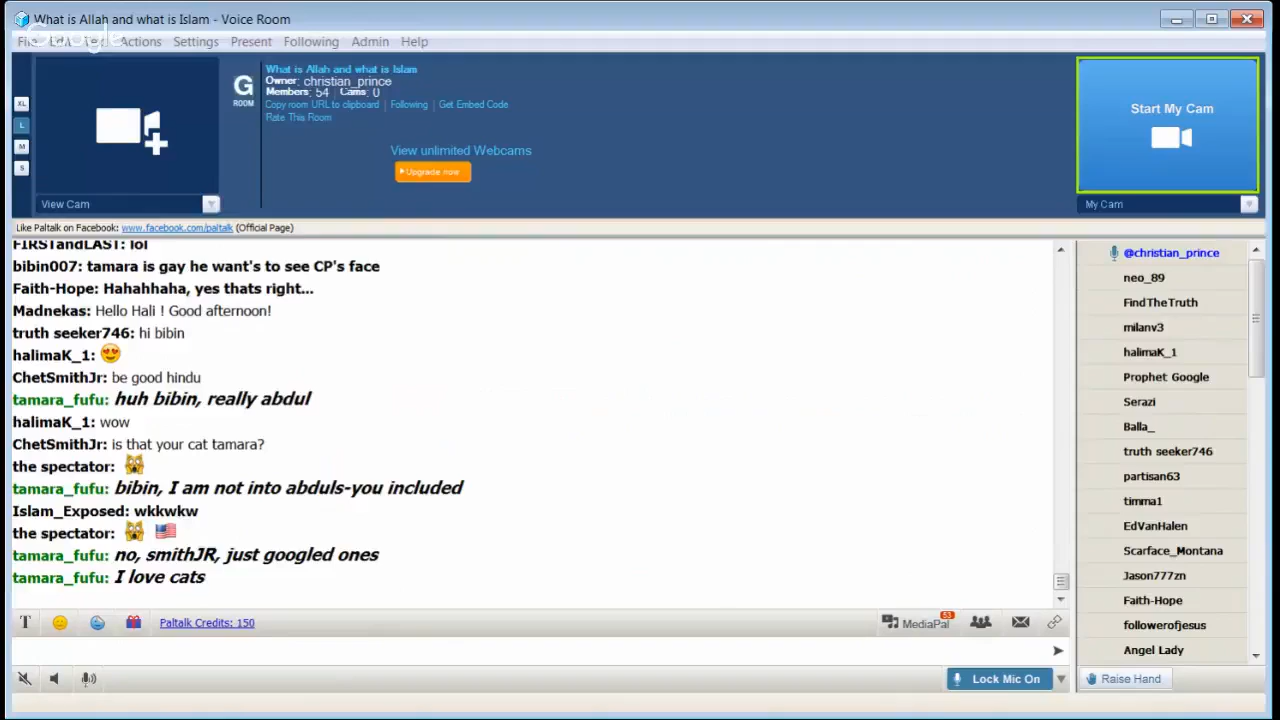 What is Allah and what is Islam - Voice Room
Google
File Edit View Actions Settings Present Following Admin Help
XL
L
M
S
G
ROOM
What is Allah and what is Islam
Owner: christian_prince
Members: 54 Cams: 0
Copy room URL to clipboard | Following | Get Embed Code
Rate This Room
View unlimited Webcams
Upgrade now
Start My Cam
View Cam
My Cam
Like Paltalk on Facebook: www.facebook.com/paltalk (Official Page)
FIRSTandLAST: lol
bibin007: tamara is gay he want's to see CP's face
Faith-Hope: Hahahhaha, yes thats right...
Madnekas: Hello Hali ! Good afternoon!
truth seeker746: hi bibin
halimaK_1:
ChetSmithJr: be good hindu
tamara_fufu: huh bibin, really abdul
halimaK_1: wow
ChetSmithJr: is that your cat tamara?
the spectator:
tamara_fufu: bibin, I am not into abduls-you included
Islam_Exposed: wkkwkw
the spectator:
tamara_fufu: no, smithJR, just googled ones
tamara_fufu: I love cats
@christian_prince
neo_89
FindTheTruth
milanv3
halimaK_1
Prophet Google
Serazi
Balla_
truth seeker746
partisan63
timma1
EdVanHalen
Scarface_Montana
Jason777zn
Faith-Hope
followerofjesus
Angel Lady
T
Paltalk Credits: 150
MediaPal
53
Lock Mic On
Raise Hand